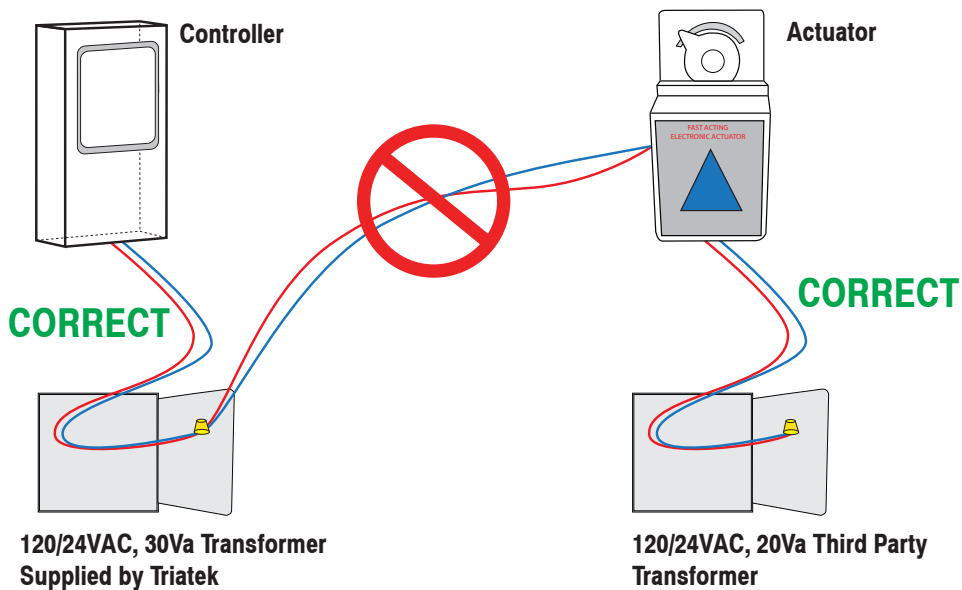 Controller
Actuator
FAST ACTING
ELECTRONIC ACTUATOR
CORRECT
CORRECT
120/24VAC, 30Va Transformer
Supplied by Triatek
120/24VAC, 20Va Third Party
Transformer